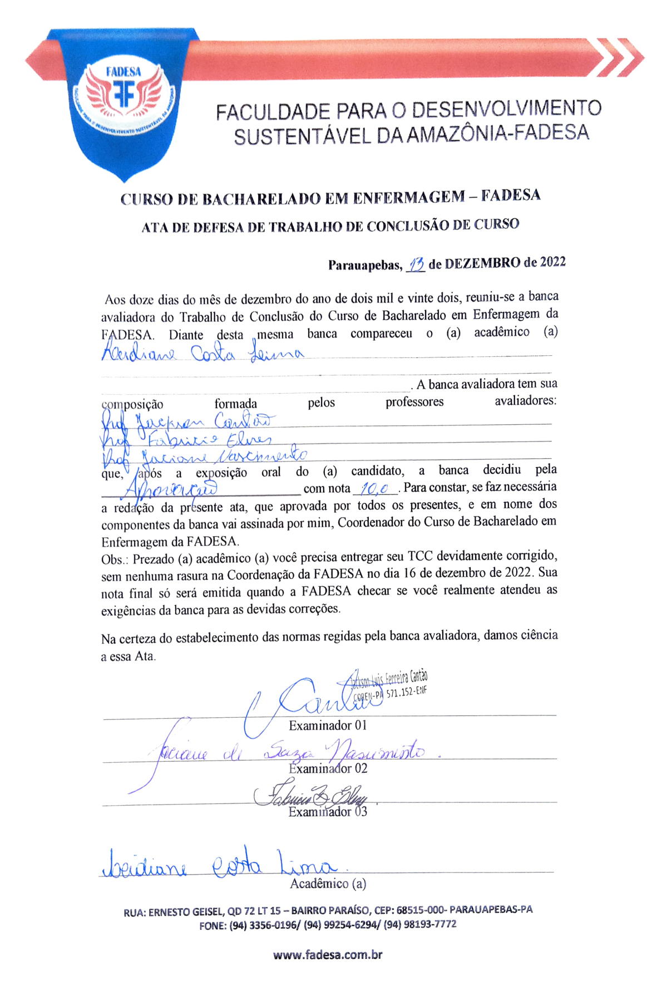 FADESA
FACULDADE PARA O DESENVOLVIMENTO SUSTENTÁVEL DA AMAZÔNIA
FACULDADE PARA O DESENVOLVIMENTO
SUSTENTÁVEL DA AMAZÔNIA-FADESA
CURSO DE BACHARELADO EM ENFERMAGEM – FADESA
ATA DE DEFESA DE TRABALHO DE CONCLUSÃO DE CURSO
Parauapebas, 13 de DEZEMBRO de 2022
Aos doze dias do mês de dezembro do ano de dois mil e vinte dois, reuniu-se a banca
avaliadora do Trabalho de Conclusão do Curso de Bacharelado em Enfermagem da
FADESA. Diante desta mesma banca compareceu o (a) acadêmico (a)
Costa
. A banca avaliadora tem sua
composição formada pelos professores avaliadores:
Prof Jackson Cantão
Prof Fabricio Elvres
Prof Jaciane Nascimento
que, após a exposição oral do (a) candidato, a banca decidiu pela
Aprovação com nota 10,0. Para constar, se faz necessária
a redação da presente ata, que aprovada por todos os presentes, e em nome dos
componentes da banca vai assinada por mim, Coordenador do Curso de Bacharelado em
Enfermagem da FADESA.
Obs.: Prezado (a) acadêmico (a) você precisa entregar seu TCC devidamente corrigido,
sem nenhuma rasura na Coordenação da FADESA no dia 16 de dezembro de 2022. Sua
nota final só será emitida quando a FADESA checar se você realmente atendeu as
exigências da banca para as devidas correções.
Na certeza do estabelecimento das normas regidas pela banca avaliadora, damos ciência
a essa Ata.
Jackson Luis Ferreira Cantão
COREN-PA 571.152-ENF
Cantão
Examinador 01
Jaciane de Souza Nascimento.
Examinador 02
Fabricio
Examinador 03
Costa Lima.
Acadêmico (a)
RUA: ERNESTO GEISEL, QD 72 LT 15 – BAIRRO PARAÍSO, CEP: 68515-000- PARAUAPEBAS-PA
FONE: (94) 3356-0196/ (94) 99254-6294/ (94) 98193-7772
www.fadesa.com.br